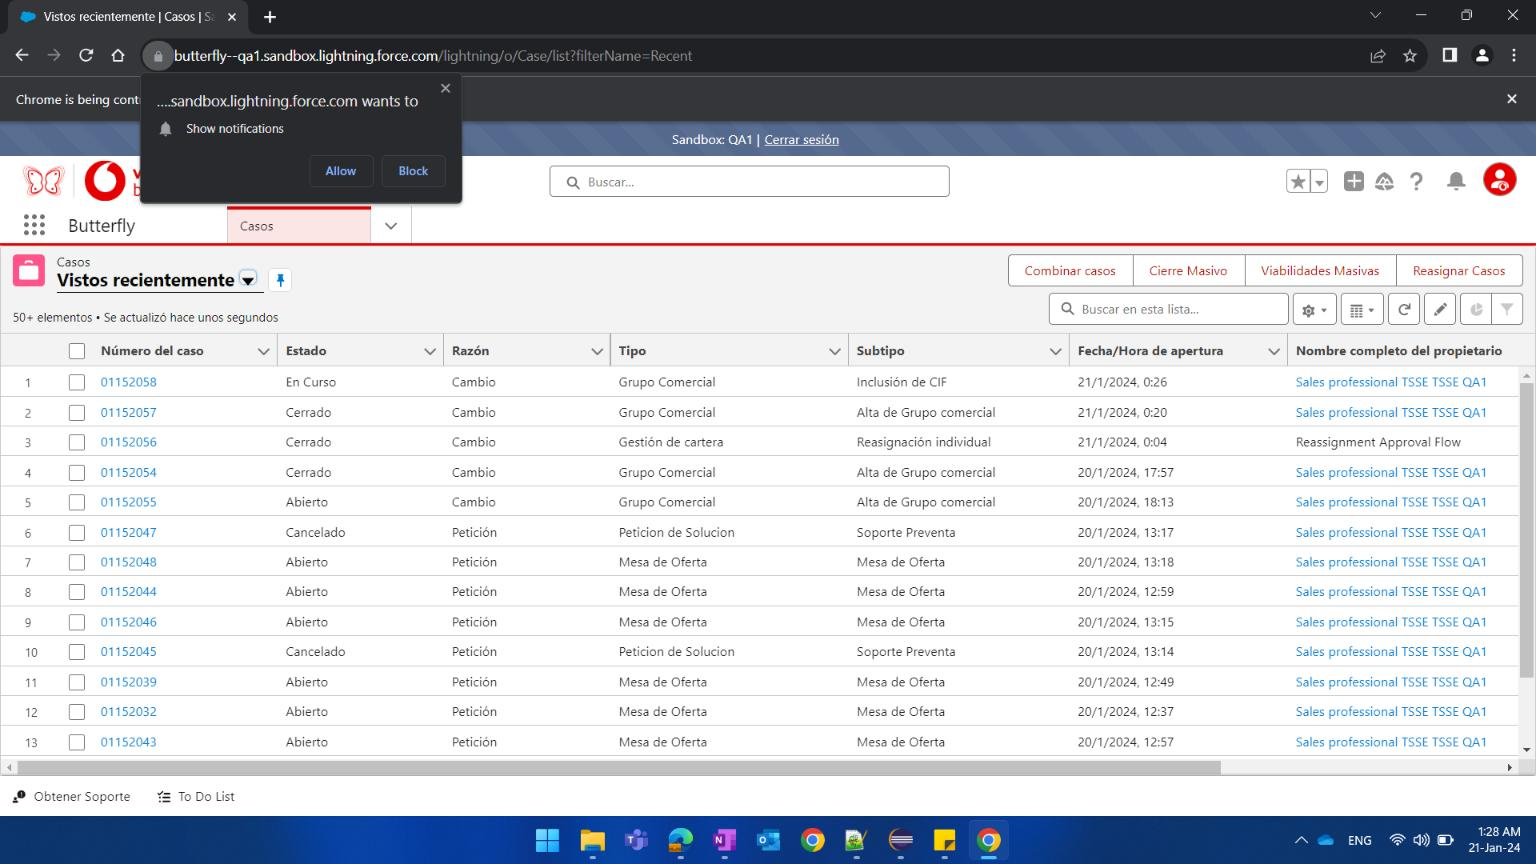 Vistos recientemente | Casos | Sa
butterfly--qa1.sandbox.lightning.force.com/lightning/o/Case/list?filterName=Recent
Chrome is being cont
....sandbox.lightning.force.com wants to
Show notifications
Allow
Block
Sandbox: QA1 | Cerrar sesión
Buscar...
Butterfly
Casos
Casos
Vistos recientemente
Combinar casos
Cierre Masivo
Viabilidades Masivas
Reasignar Casos
50+ elementos • Se actualizó hace unos segundos
Buscar en esta lista...
Número del caso Estado Razón Tipo Subtipo Fecha/Hora de apertura Nombre completo del propietario
1 01152058 En Curso Cambio Grupo Comercial Inclusión de CIF 21/1/2024, 0:26 Sales professional TSSE TSSE QA1
2 01152057 Cerrado Cambio Grupo Comercial Alta de Grupo comercial 21/1/2024, 0:20 Sales professional TSSE TSSE QA1
3 01152056 Cerrado Cambio Gestión de cartera Reasignación individual 21/1/2024, 0:04 Reassignment Approval Flow
4 01152054 Cerrado Cambio Grupo Comercial Alta de Grupo comercial 20/1/2024, 17:57 Sales professional TSSE TSSE QA1
5 01152055 Abierto Cambio Grupo Comercial Alta de Grupo comercial 20/1/2024, 18:13 Sales professional TSSE TSSE QA1
6 01152047 Cancelado Petición Peticion de Solucion Soporte Preventa 20/1/2024, 13:17 Sales professional TSSE TSSE QA1
7 01152048 Abierto Petición Mesa de Oferta Mesa de Oferta 20/1/2024, 13:18 Sales professional TSSE TSSE QA1
8 01152044 Abierto Petición Mesa de Oferta Mesa de Oferta 20/1/2024, 12:59 Sales professional TSSE TSSE QA1
9 01152046 Abierto Petición Mesa de Oferta Mesa de Oferta 20/1/2024, 13:15 Sales professional TSSE TSSE QA1
10 01152045 Cancelado Petición Peticion de Solucion Soporte Preventa 20/1/2024, 13:14 Sales professional TSSE TSSE QA1
11 01152039 Abierto Petición Mesa de Oferta Mesa de Oferta 20/1/2024, 12:49 Sales professional TSSE TSSE QA1
12 01152032 Abierto Petición Mesa de Oferta Mesa de Oferta 20/1/2024, 12:37 Sales professional TSSE TSSE QA1
13 01152043 Abierto Petición Mesa de Oferta Mesa de Oferta 20/1/2024, 12:57 Sales professional TSSE TSSE QA1
Obtener Soporte
To Do List
ENG
1:28 AM
21-Jan-24